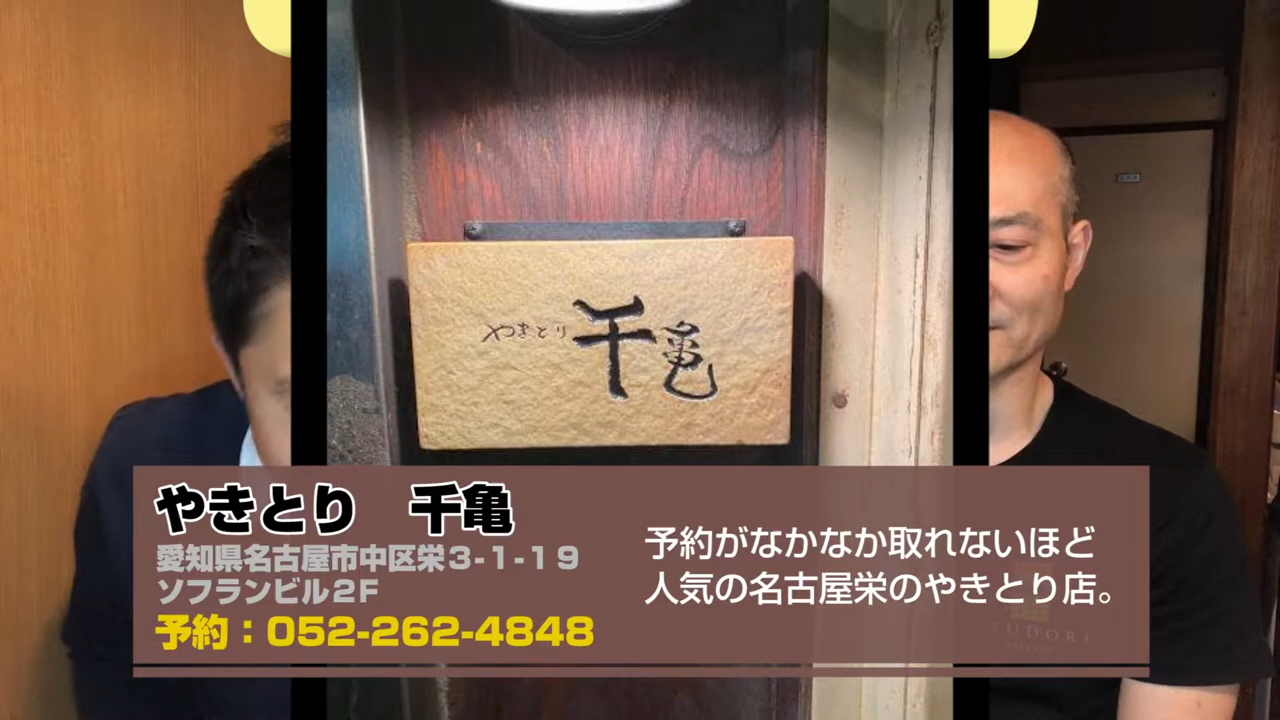 やきとり 千亀
やきとり 千亀
愛知県名古屋市中区栄3-1-19
ソフランビル2F
予約：052-262-4848
予約がなかなか取れないほど
人気の名古屋栄のやきとり店。